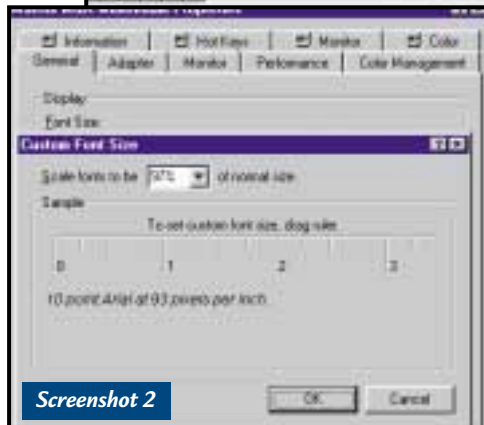 Information Hot Keys Monitor Color
General Adapter Monitor Performance Color Management
Display
Font Size
Custom Font Size
Scale fonts to be 97% of normal size
Sample
To set custom font size, drag ruler.
0 1 2 3
10 point Arial at 93 pixels per inch
OK Cancel
Screenshot 2